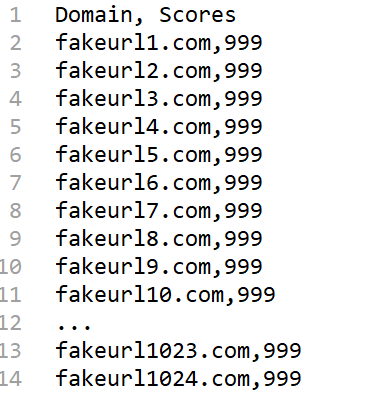 1 Domain, Scores
2 fakeurl1.com,999
3 fakeurl2.com,999
4 fakeurl3.com,999
5 fakeurl4.com,999
6 fakeurl5.com,999
7 fakeurl6.com,999
8 fakeurl7.com,999
9 fakeurl8.com,999
10 fakeurl9.com,999
11 fakeurl10.com,999
12 ...
13 fakeurl1023.com,999
14 fakeurl1024.com,999